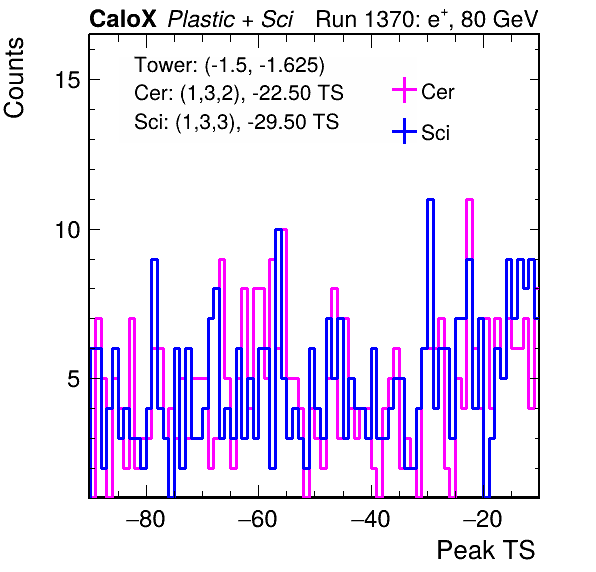 CaloX Plastic + Sci Run 1370: e+, 80 GeV
Counts
Tower: (-1.5, -1.625)
Cer: (1,3,2), -22.50 TS
Sci: (1,3,3), -29.50 TS
Cer
Sci
15
10
5
−80 −60 −40 −20
Peak TS